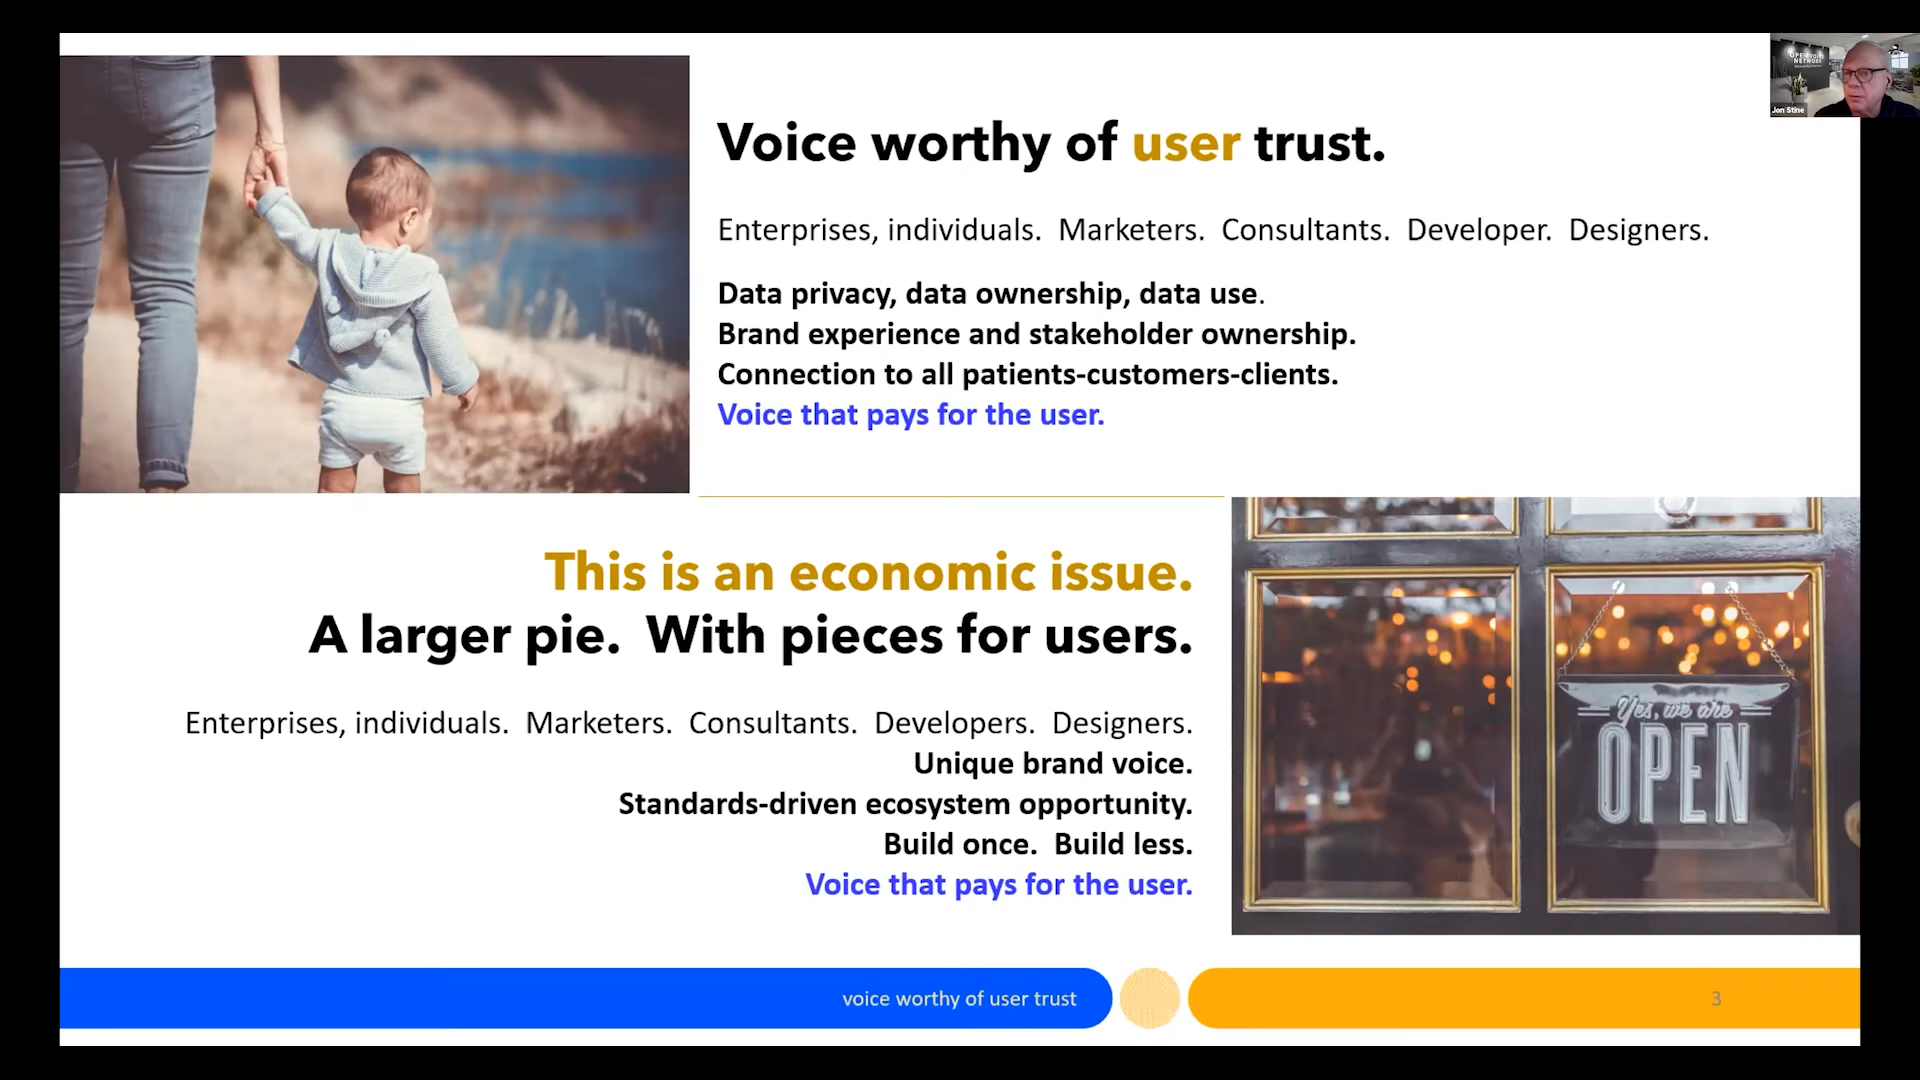 OPEN VOICE
NETWORK
Jon Stine
Voice worthy of user trust.
Enterprises, individuals. Marketers. Consultants. Developer. Designers.
Data privacy, data ownership, data use.
Brand experience and stakeholder ownership.
Connection to all patients-customers-clients.
Voice that pays for the user.
This is an economic issue.
A larger pie. With pieces for users.
Enterprises, individuals. Marketers. Consultants. Developers. Designers.
Unique brand voice.
Standards-driven ecosystem opportunity.
Build once. Build less.
Voice that pays for the user.
Yes, we are
OPEN
voice worthy of user trust
3